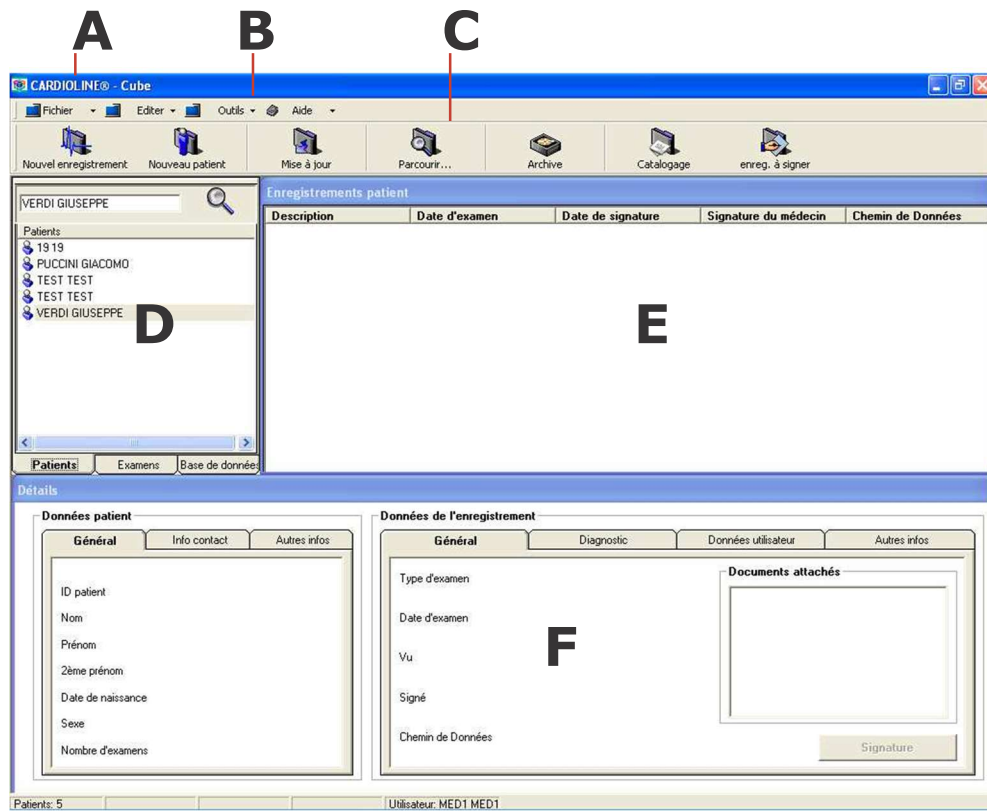 A B C
CARDIOLINE® - Cube
Fichier Editer Outils Aide
Nouvel enregistrement Nouveau patient Mise à jour Parcourir... Archive Catalogage enreg. à signer
VERDI GIUSEPPE
Patients
19 19
PUCCINI GIACOMO
TEST TEST
TEST TEST
VERDI GIUSEPPE
D
Patients Examens Base de données
Enregistrements patient
Description Date d'examen Date de signature Signature du médecin Chemin de Données
E
Détails
Données patient
Général Info contact Autres infos
ID patient
Nom
Prénom
2ème prénom
Date de naissance
Sexe
Nombre d'examens
Données de l'enregistrement
Général Diagnostic Données utilisateur Autres infos
Type d'examen
Date d'examen
Vu
Signé
Chemin de Données
F
Documents attachés
Signature
Patients: 5 Utilisateur: MED1 MED1